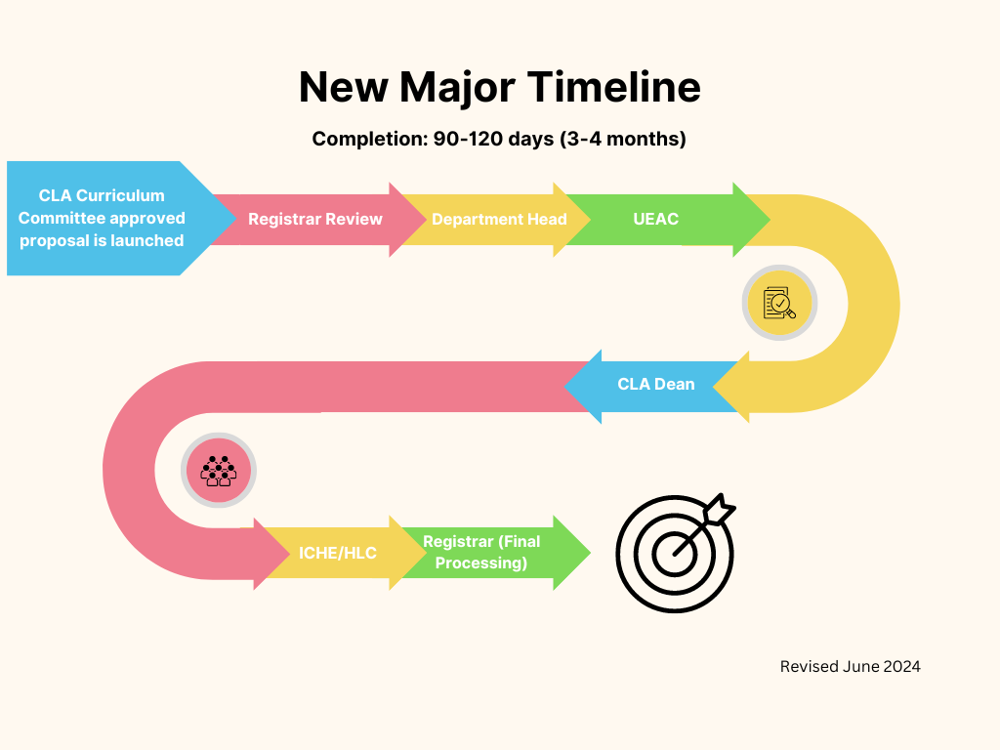 New Major Timeline
Completion: 90-120 days (3-4 months)
CLA Curriculum
Committee approved
proposal is launched
Registrar Review
Department Head
UEAC
CLA Dean
ICHE/HLC
Registrar (Final
Processing)
Revised June 2024